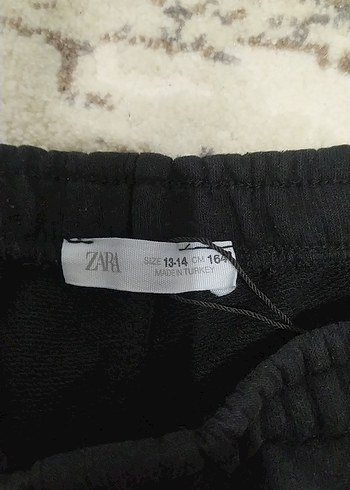 ZARA
SIZE 13-14 CM 164
MADE IN TURKEY